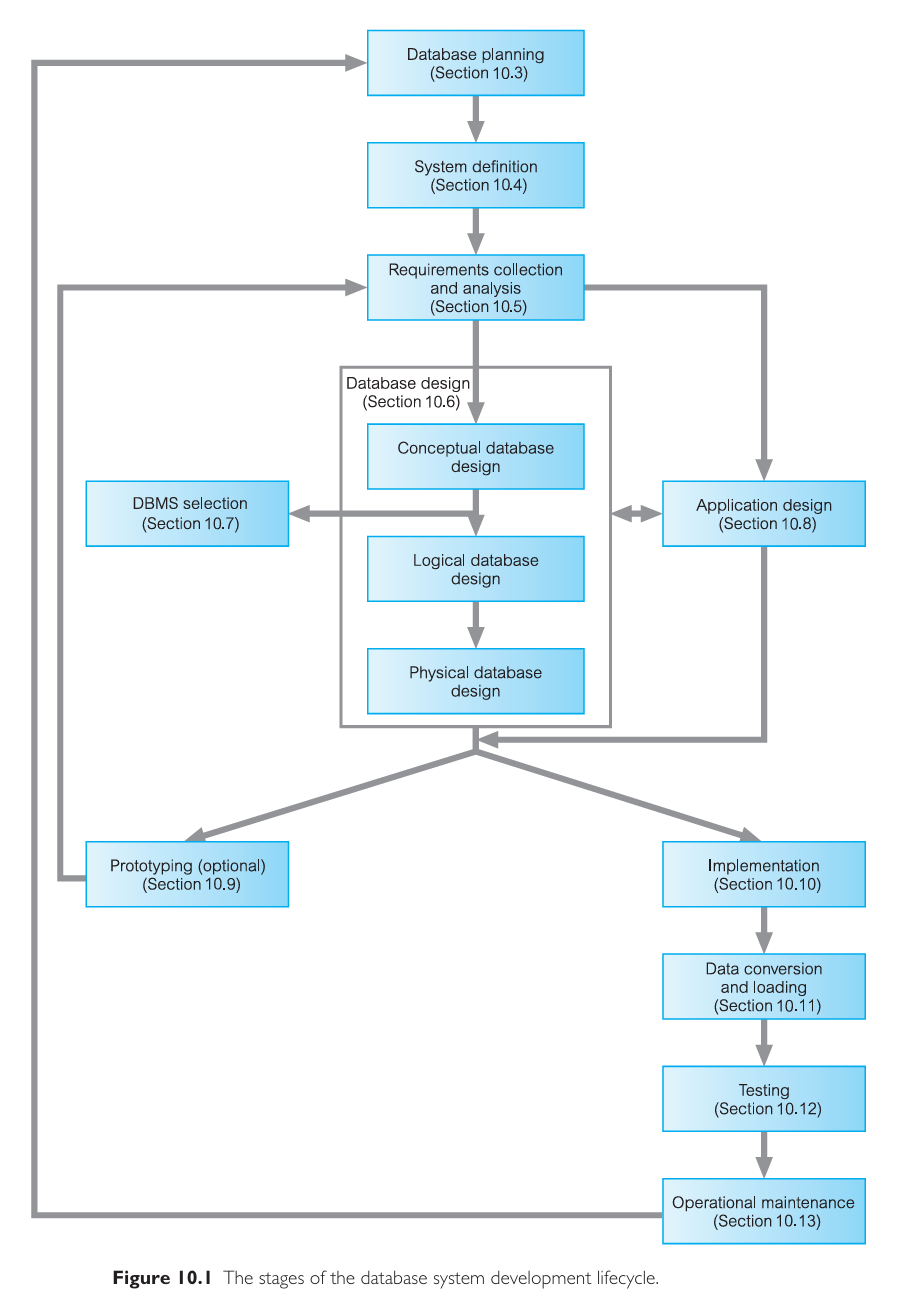 Database planning
(Section 10.3)
System definition
(Section 10.4)
Requirements collection
and analysis
(Section 10.5)
Database design
(Section 10.6)
Conceptual database
design
DBMS selection
(Section 10.7)
Application design
(Section 10.8)
Logical database
design
Physical database
design
Prototyping (optional)
(Section 10.9)
Implementation
(Section 10.10)
Data conversion
and loading
(Section 10.11)
Testing
(Section 10.12)
Operational maintenance
(Section 10.13)
Figure 10.1 The stages of the database system development lifecycle.